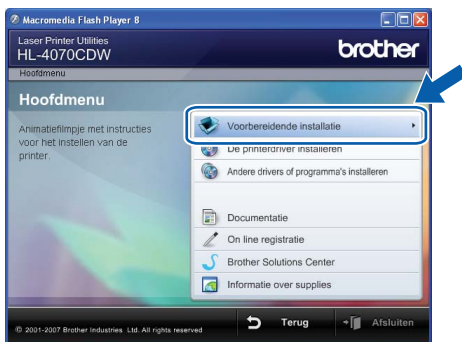 Macromedia Flash Player 8
Laser Printer Utilities
HL-4070CDW
brother
Hoofdmenu
Hoofdmenu
Animatiefilmpje met instructies
voor het instellen van de
printer.
Voorbereidende installatie
De printerdriver installeren
Andere drivers of programma's installeren
Documentatie
On line registratie
Brother Solutions Center
Informatie over supplies
© 2001-2007 Brother Industries Ltd. All rights reserved
Terug
Afsluiten